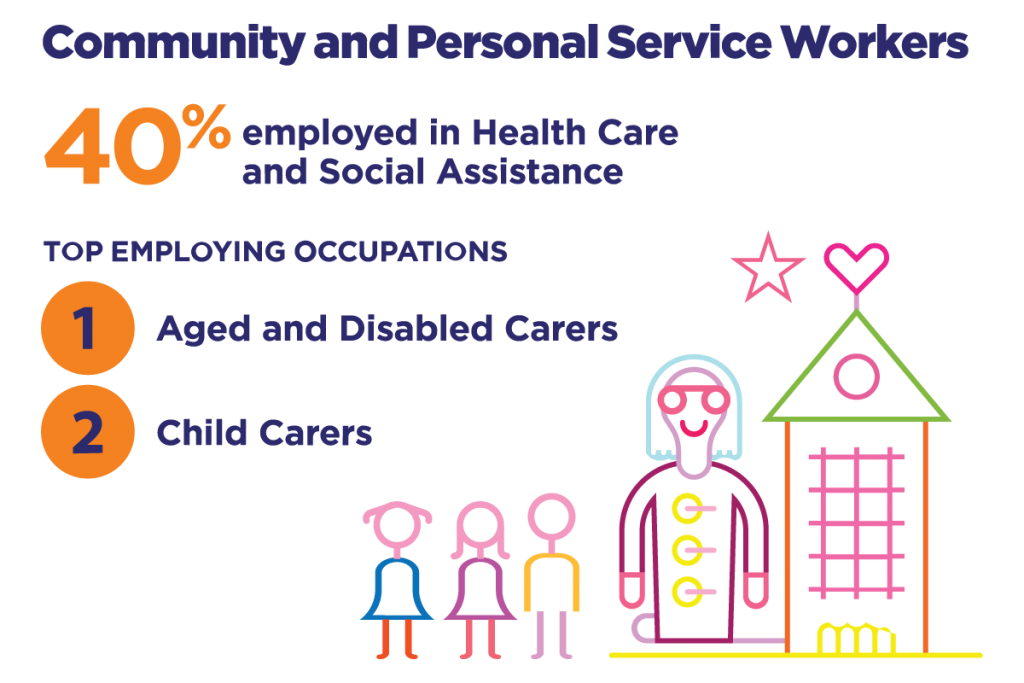 Community and Personal Service Workers
40% employed in Health Care
and Social Assistance
TOP EMPLOYING OCCUPATIONS
1 Aged and Disabled Carers
2 Child Carers